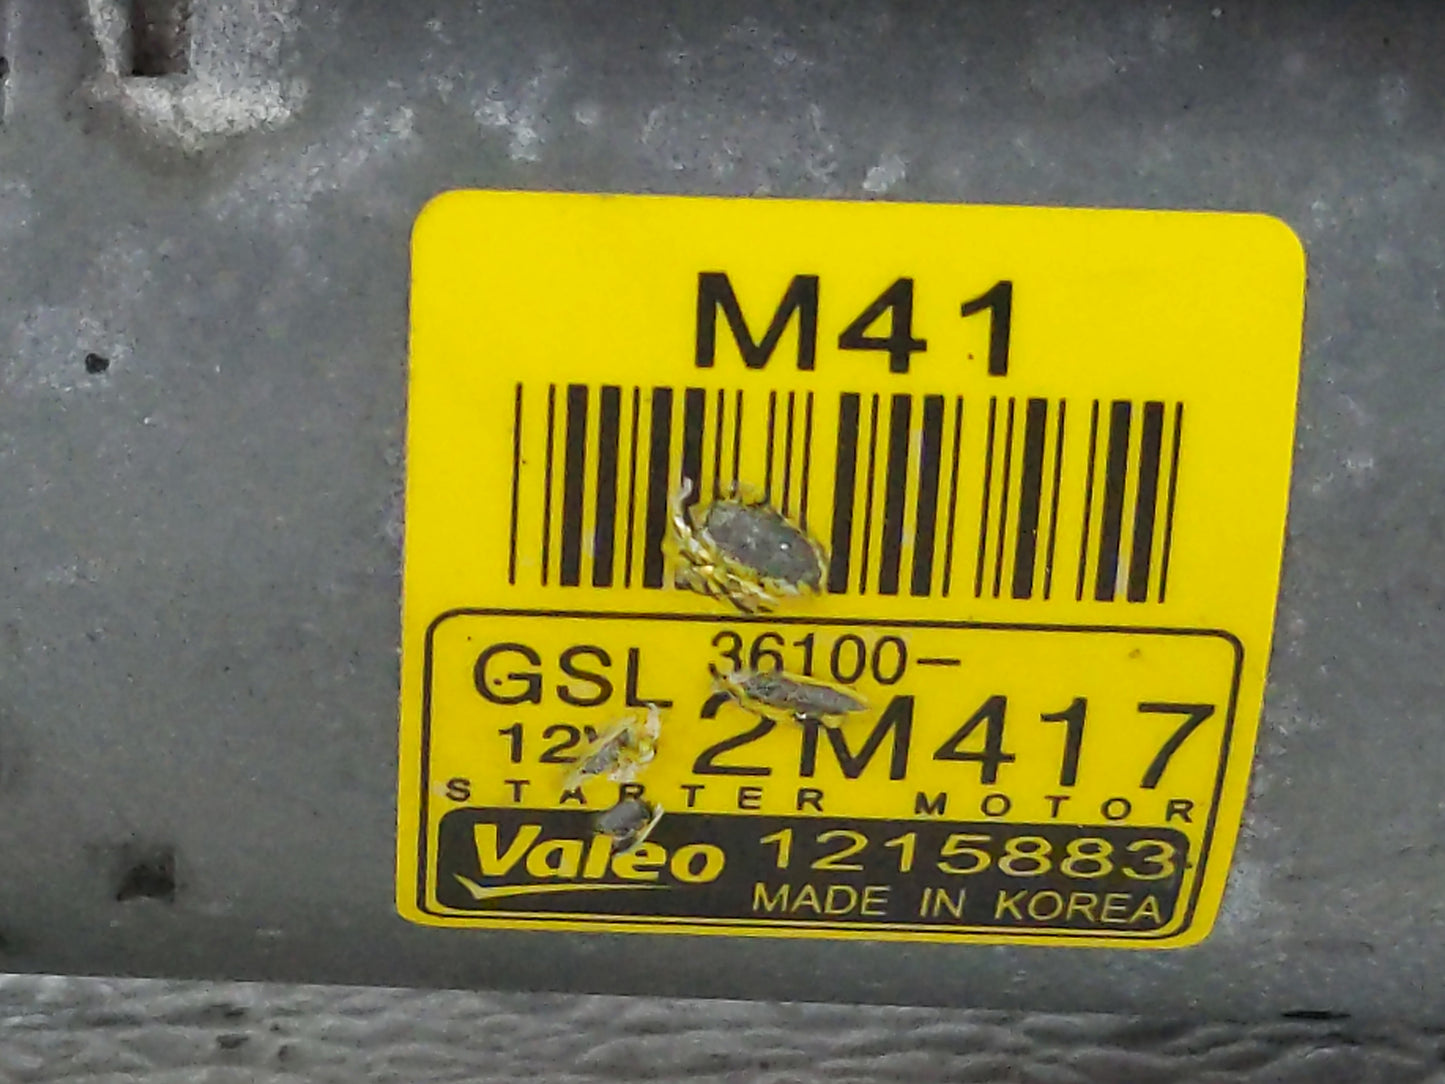 M41
GSL 36100-
12V 2M417
STARTER MOTOR
Valeo 1215883
MADE IN KOREA